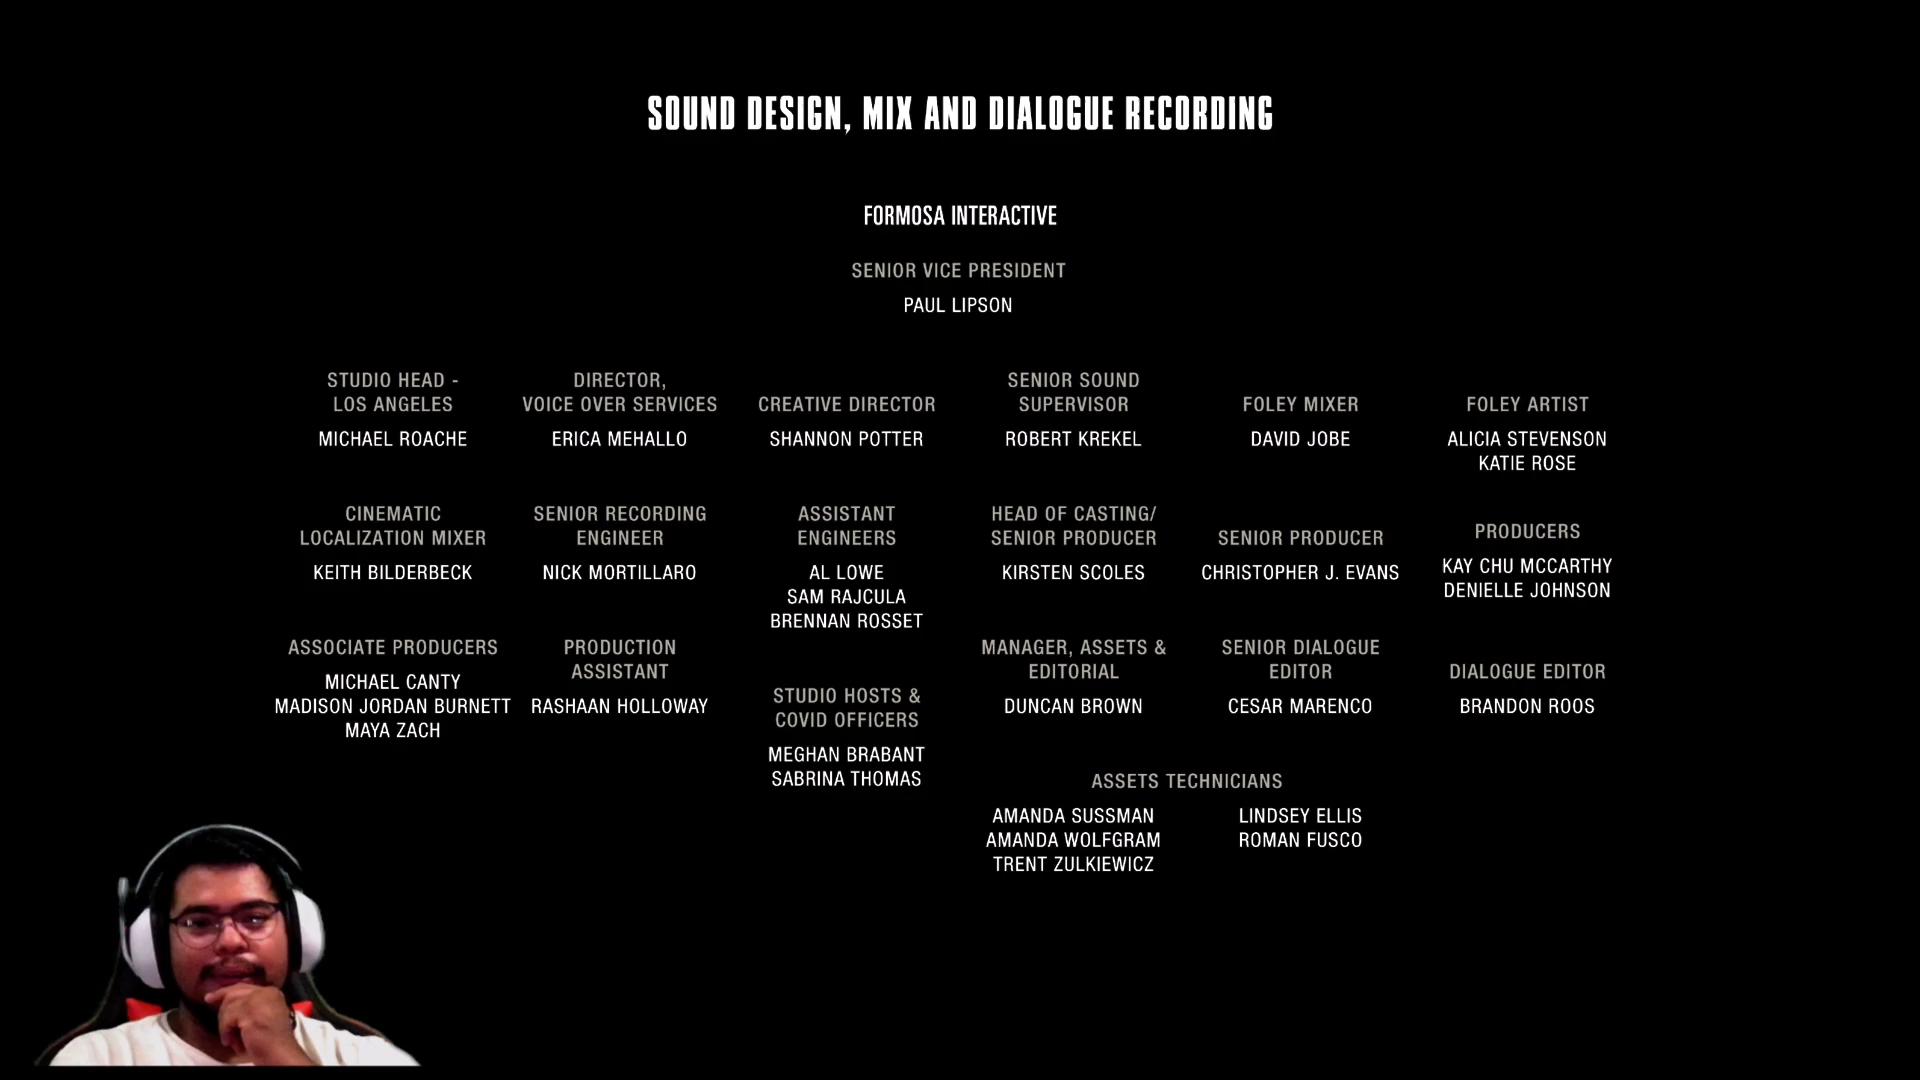 SOUND DESIGN, MIX AND DIALOGUE RECORDING
FORMOSA INTERACTIVE
SENIOR VICE PRESIDENT
PAUL LIPSON
STUDIO HEAD -
LOS ANGELES
MICHAEL ROACHE
DIRECTOR,
VOICE OVER SERVICES
ERICA MEHALLO
CREATIVE DIRECTOR
SHANNON POTTER
SENIOR SOUND
SUPERVISOR
ROBERT KREKEL
FOLEY MIXER
DAVID JOBE
FOLEY ARTIST
ALICIA STEVENSON
KATIE ROSE
CINEMATIC
LOCALIZATION MIXER
KEITH BILDERBECK
SENIOR RECORDING
ENGINEER
NICK MORTILLARO
ASSISTANT
ENGINEERS
AL LOWE
SAM RAJCULA
BRENNAN ROSSET
HEAD OF CASTING/
SENIOR PRODUCER
KIRSTEN SCOLES
SENIOR PRODUCER
CHRISTOPHER J. EVANS
PRODUCERS
KAY CHU MCCARTHY
DENIELLE JOHNSON
ASSOCIATE PRODUCERS
MICHAEL CANTY
MADISON JORDAN BURNETT
MAYA ZACH
PRODUCTION
ASSISTANT
RASHAAN HOLLOWAY
STUDIO HOSTS &
COVID OFFICERS
MEGHAN BRABANT
SABRINA THOMAS
MANAGER, ASSETS &
EDITORIAL
DUNCAN BROWN
SENIOR DIALOGUE
EDITOR
CESAR MARENCO
DIALOGUE EDITOR
BRANDON ROOS
ASSETS TECHNICIANS
AMANDA SUSSMAN
AMANDA WOLFGRAM
TRENT ZULKIEWICZ
LINDSEY ELLIS
ROMAN FUSCO